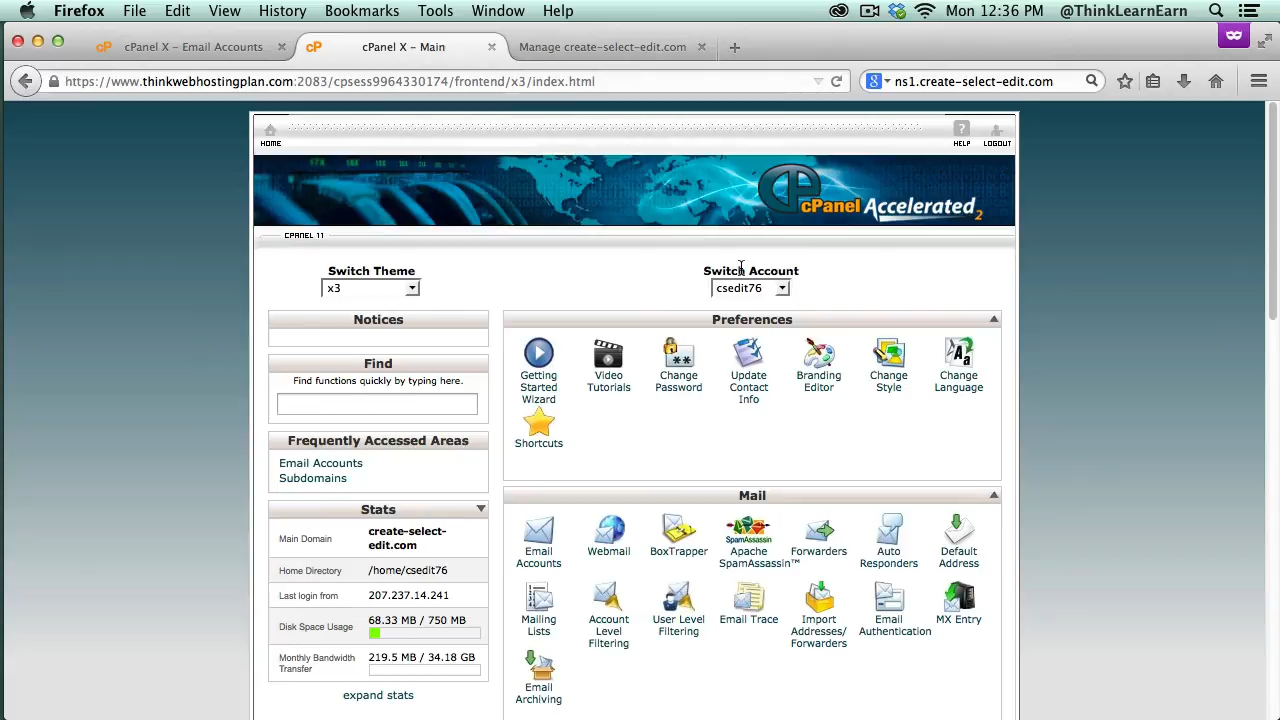 Firefox File Edit View History Bookmarks Tools Window Help Mon 12:36 PM @ThinkLearnEarn
cP cPanel X – Email Accounts cP cPanel X – Main Manage create-select-edit.com
https://www.thinkwebhostingplan.com:2083/cpsess9964330174/frontend/x3/index.html ns1.create-select-edit.com
HOME HELP LOGOUT
cPanel Accelerated2
CPANEL 11
Switch Theme Switch Account
x3 csedit76
Notices
Find
Find functions quickly by typing here.
Frequently Accessed Areas
Email Accounts
Subdomains
Stats
Main Domain create-select-
edit.com
Home Directory /home/csedit76
Last login from 207.237.14.241
Disk Space Usage 68.33 MB / 750 MB
Monthly Bandwidth
Transfer 219.5 MB / 34.18 GB
expand stats
Preferences
Getting
Started
Wizard
Video
Tutorials
Change
Password
Update
Contact
Info
Branding
Editor
Change
Style
Change
Language
Shortcuts
Mail
Email
Accounts
Webmail
BoxTrapper
SpamAssassin
Apache
SpamAssassin™
Forwarders
Auto
Responders
Default
Address
Mailing
Lists
Account
Level
Filtering
User Level
Filtering
Email Trace
Import
Addresses/
Forwarders
Email
Authentication
MX Entry
Email
Archiving